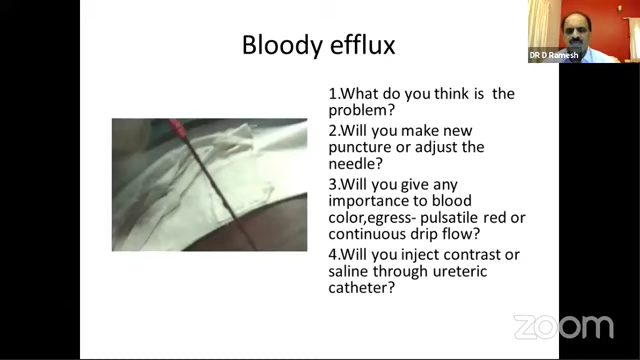 Bloody efflux
DR D Ramesh
1.What do you think is the
problem?
2.Will you make new
puncture or adjust the
needle?
3.Will you give any
importance to blood
color,egress- pulsatile red or
continuous drip flow?
4.Will you inject contrast or
saline through ureteric
catheter?
zoom